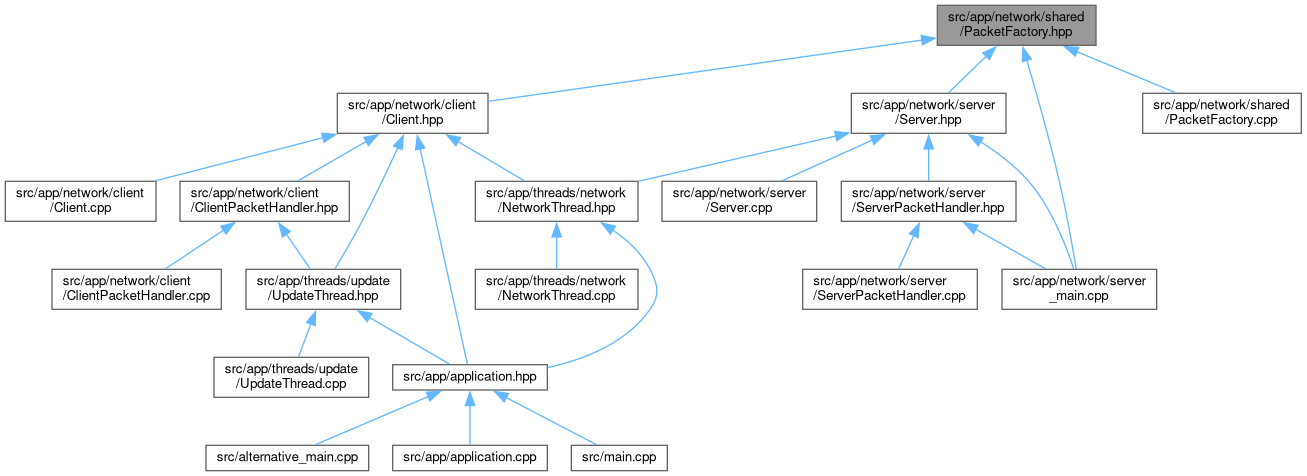 src/app/network/shared
/PacketFactory.hpp
src/app/network/client
/Client.hpp
src/app/network/server
/Server.hpp
src/app/network/shared
/PacketFactory.cpp
src/app/network/client
/Client.cpp
src/app/network/client
/ClientPacketHandler.hpp
src/app/threads/network
/NetworkThread.hpp
src/app/network/server
/Server.cpp
src/app/network/server
/ServerPacketHandler.hpp
src/app/network/client
/ClientPacketHandler.cpp
src/app/threads/update
/UpdateThread.hpp
src/app/threads/network
/NetworkThread.cpp
src/app/network/server
/ServerPacketHandler.cpp
src/app/network/server
_main.cpp
src/app/threads/update
/UpdateThread.cpp
src/app/application.hpp
src/alternative_main.cpp
src/app/application.cpp
src/main.cpp